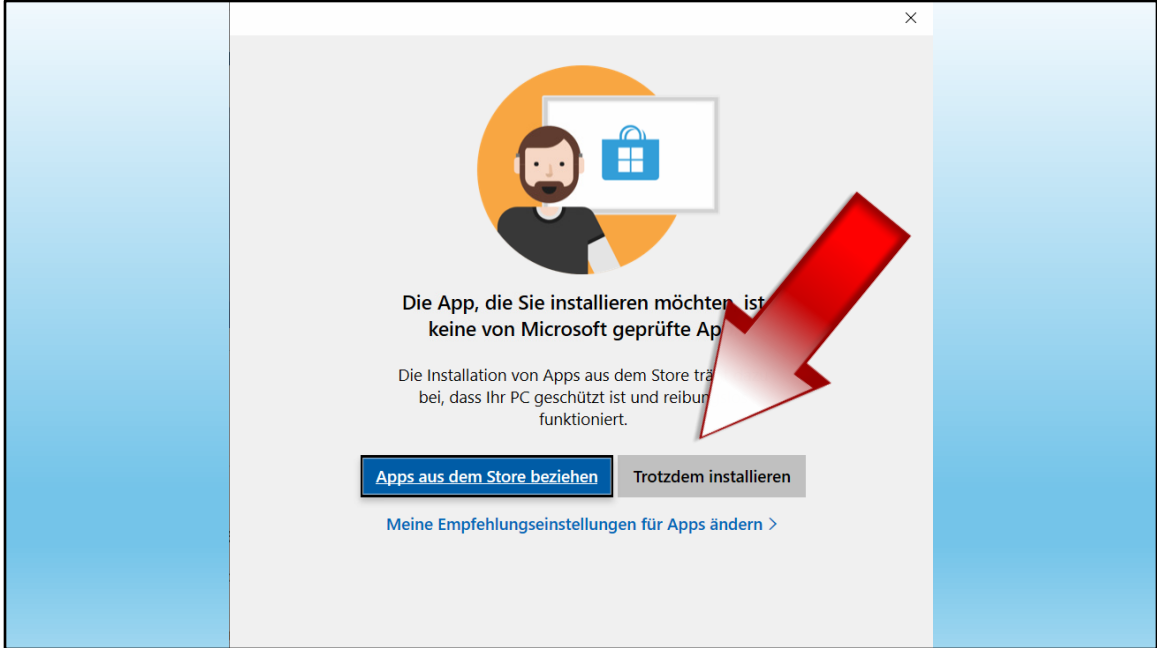 Die App, die Sie installieren möchten, ist
keine von Microsoft geprüfte
Die Installation von Apps aus dem Store
bei, dass Ihr PC geschützt ist und
funktioniert.
Apps aus dem Store beziehen
Trotzdem installieren
Meine Empfehlungseinstellungen für Apps ändern >